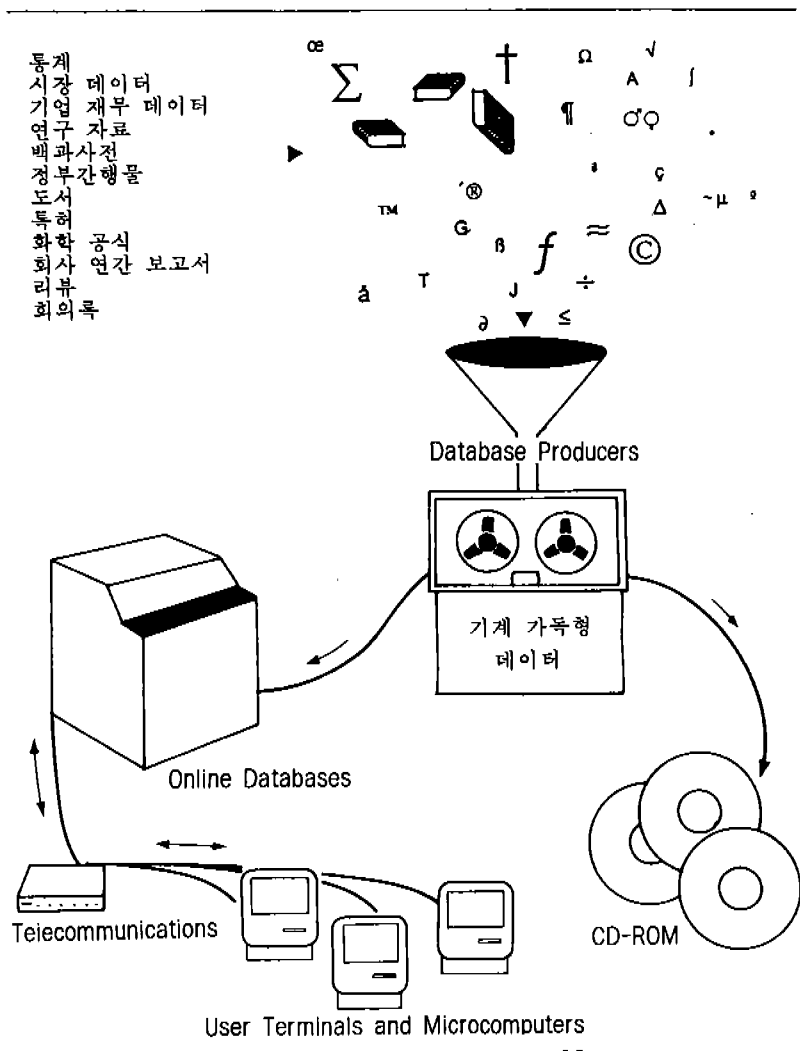 통계
시장 데이터
기업 재무 데이터
연구 자료
백과사전
정부간행물
도서
특허
화학 공식
회사 연간 보고서
리뷰
회의록
œ
Σ
†
Ω
√
A
∫
¶
♂♀
ª
ç
~µ
º
´®
™
Δ
G
ß
ƒ
≈
©
å
T
J
÷
∂
≤
Database Producers
기계 가독형
데이터
Online Databases
Telecommunications
CD-ROM
User Terminals and Microcomputers